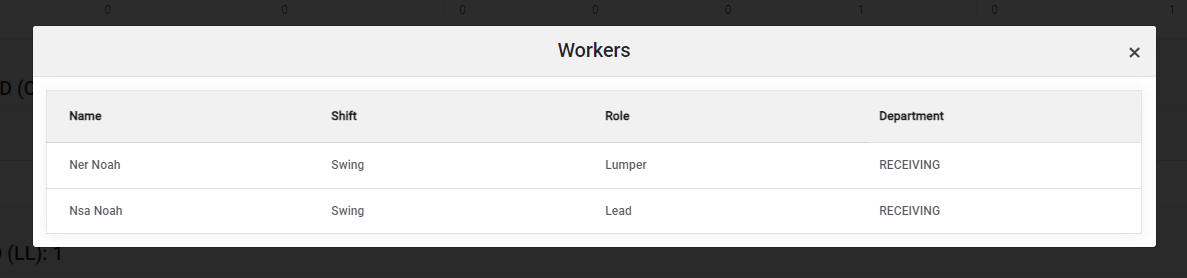 0 0 0 0 0 1 0 1
Workers
×
D (C
Name Shift Role Department
Ner Noah Swing Lumper RECEIVING
Nsa Noah Swing Lead RECEIVING
D (LL): 1